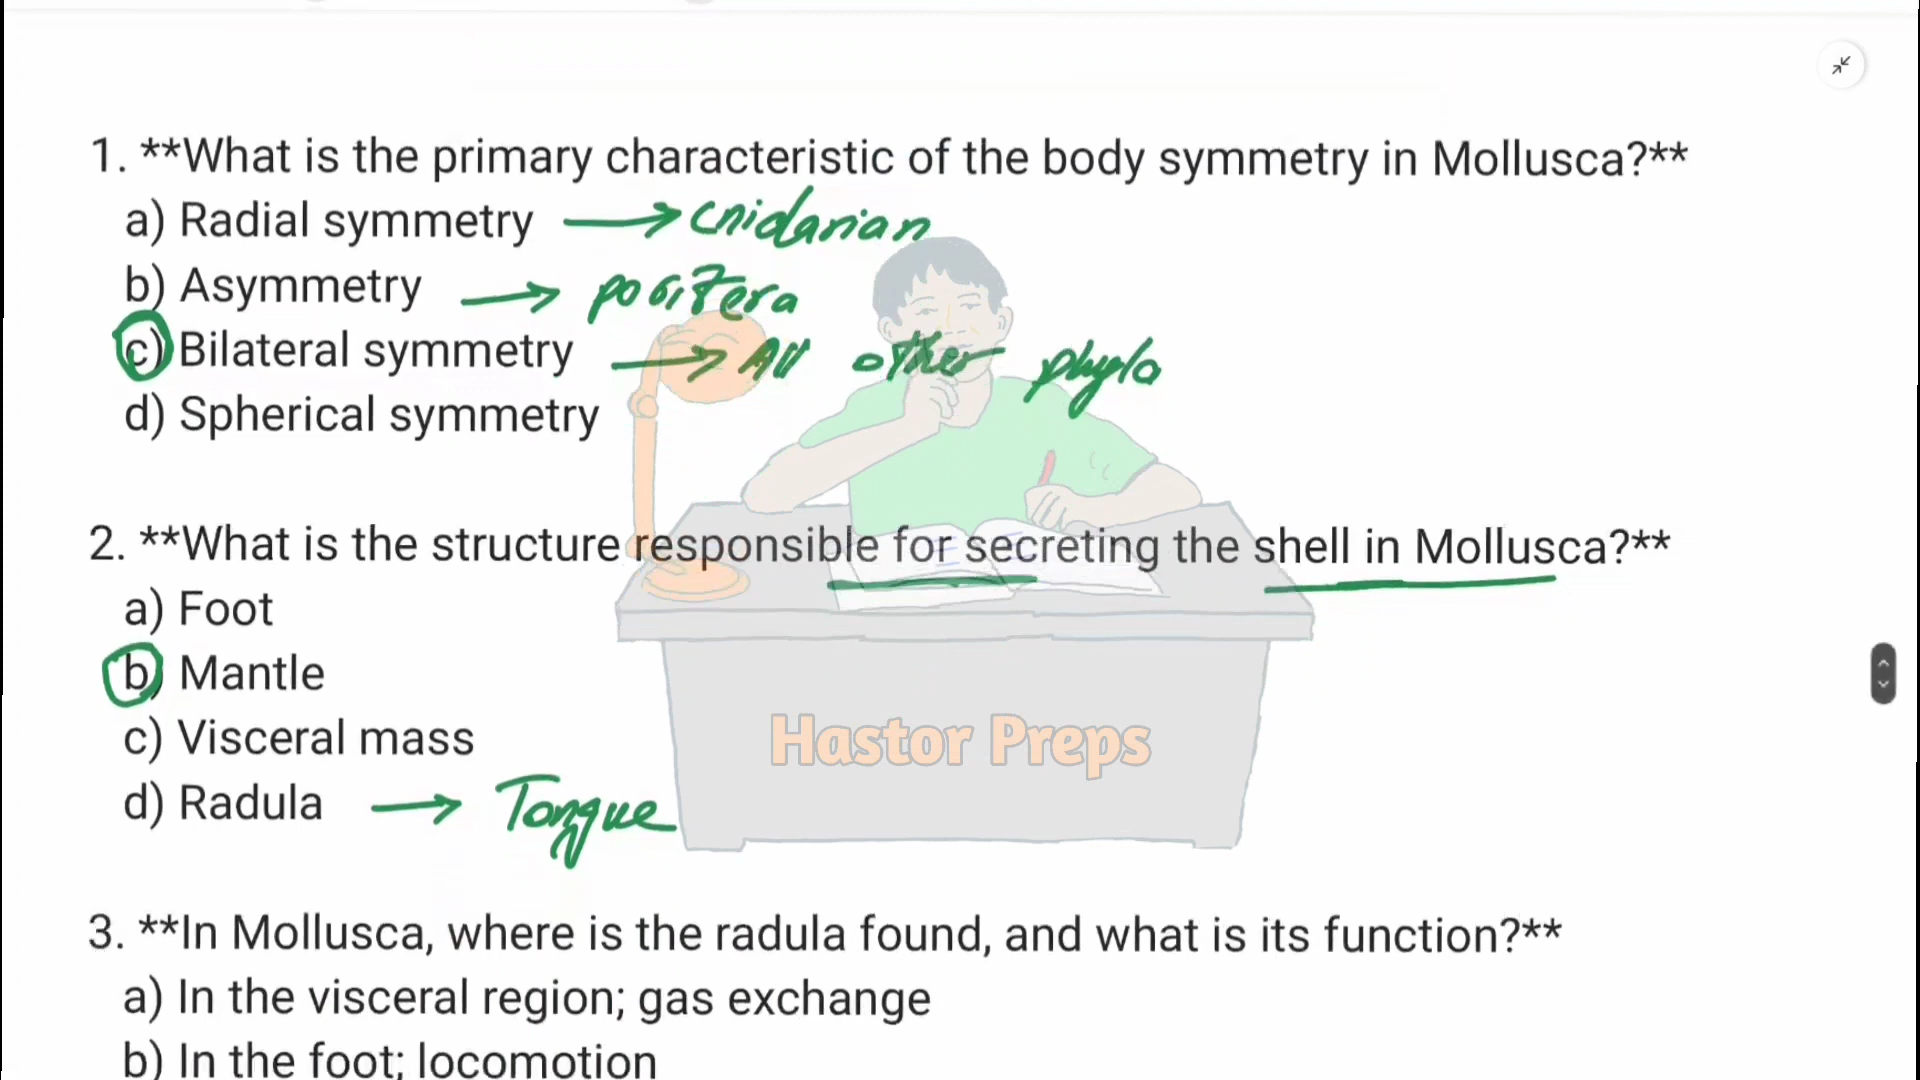 1. **What is the primary characteristic of the body symmetry in Mollusca?**
a) Radial symmetry → cnidarian
b) Asymmetry → porifera
c) Bilateral symmetry → All other phyla
d) Spherical symmetry
2. **What is the structure responsible for secreting the shell in Mollusca?**
a) Foot
b) Mantle
c) Visceral mass
Hastor Preps
d) Radula → Tongue
3. **In Mollusca, where is the radula found, and what is its function?**
a) In the visceral region; gas exchange
b) In the foot; locomotion